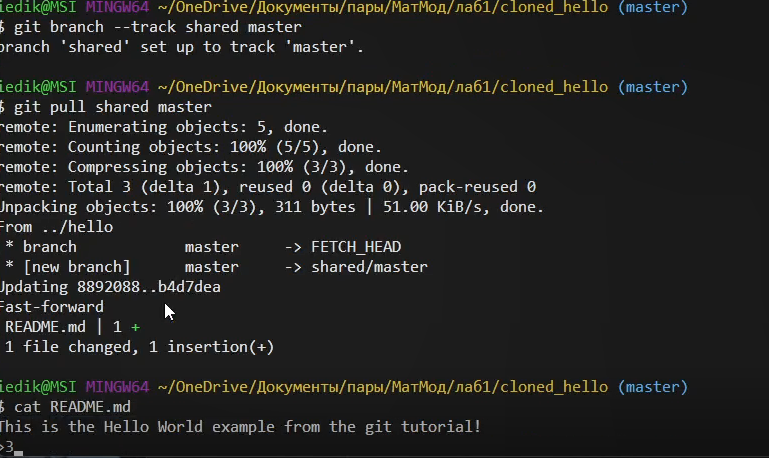 iedik@MSI MINGW64 ~/OneDrive/Документы/пары/МатМод/лаб1/cloned_hello (master)
$ git branch --track shared master
branch 'shared' set up to track 'master'.
iedik@MSI MINGW64 ~/OneDrive/Документы/пары/МатМод/лаб1/cloned_hello (master)
$ git pull shared master
remote: Enumerating objects: 5, done.
remote: Counting objects: 100% (5/5), done.
remote: Compressing objects: 100% (3/3), done.
remote: Total 3 (delta 1), reused 0 (delta 0), pack-reused 0
Unpacking objects: 100% (3/3), 311 bytes | 51.00 KiB/s, done.
From ../hello
* branch master -> FETCH_HEAD
* [new branch] master -> shared/master
Updating 8892088..b4d7dea
Fast-forward
README.md | 1 +
1 file changed, 1 insertion(+)
iedik@MSI MINGW64 ~/OneDrive/Документы/пары/МатМод/лаб1/cloned_hello (master)
$ cat README.md
This is the Hello World example from the git tutorial!
>3